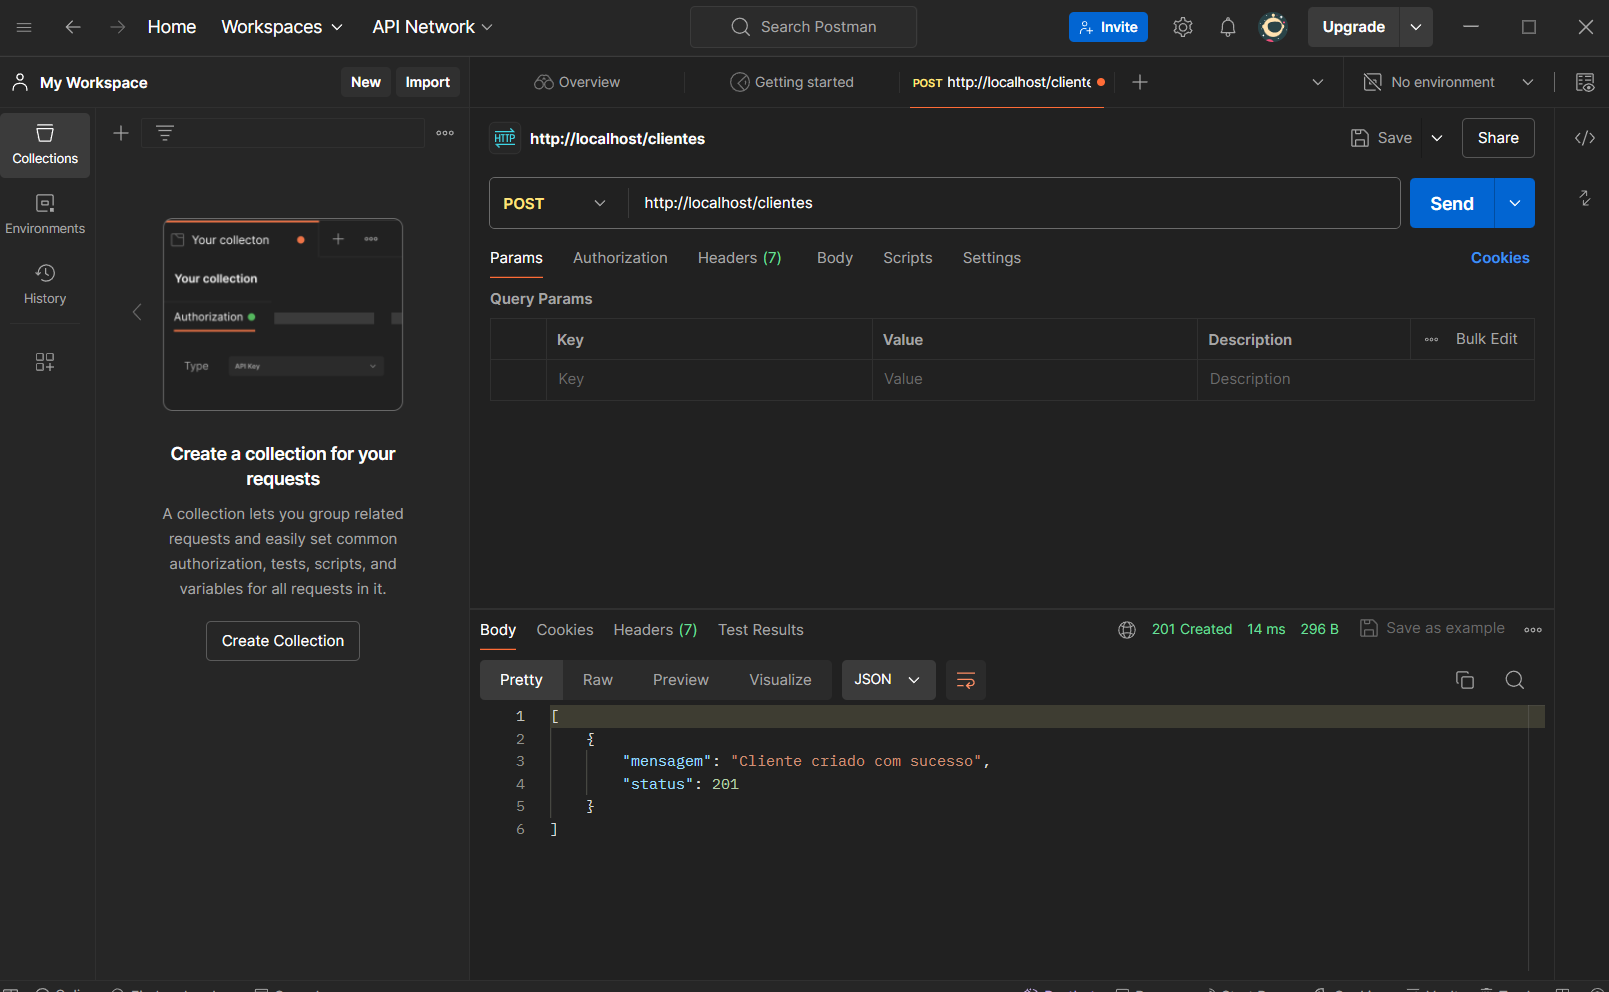 Home Workspaces API Network Search Postman Invite Upgrade
My Workspace New Import Overview Getting started POST http://localhost/cliente No environment
Collections
Environments
History
Your collecton
Your collection
Authorization
Type API Key
Create a collection for your
requests
A collection lets you group related
requests and easily set common
authorization, tests, scripts, and
variables for all requests in it.
Create Collection
HTTP http://localhost/clientes Save Share
POST http://localhost/clientes Send
Params Authorization Headers (7) Body Scripts Settings Cookies
Query Params
Key Value Description Bulk Edit
Key Value Description
Body Cookies Headers (7) Test Results 201 Created 14 ms 296 B Save as example
Pretty Raw Preview Visualize JSON
1 [
2 {
3 "mensagem": "Cliente criado com sucesso",
4 "status": 201
5 }
6 ]